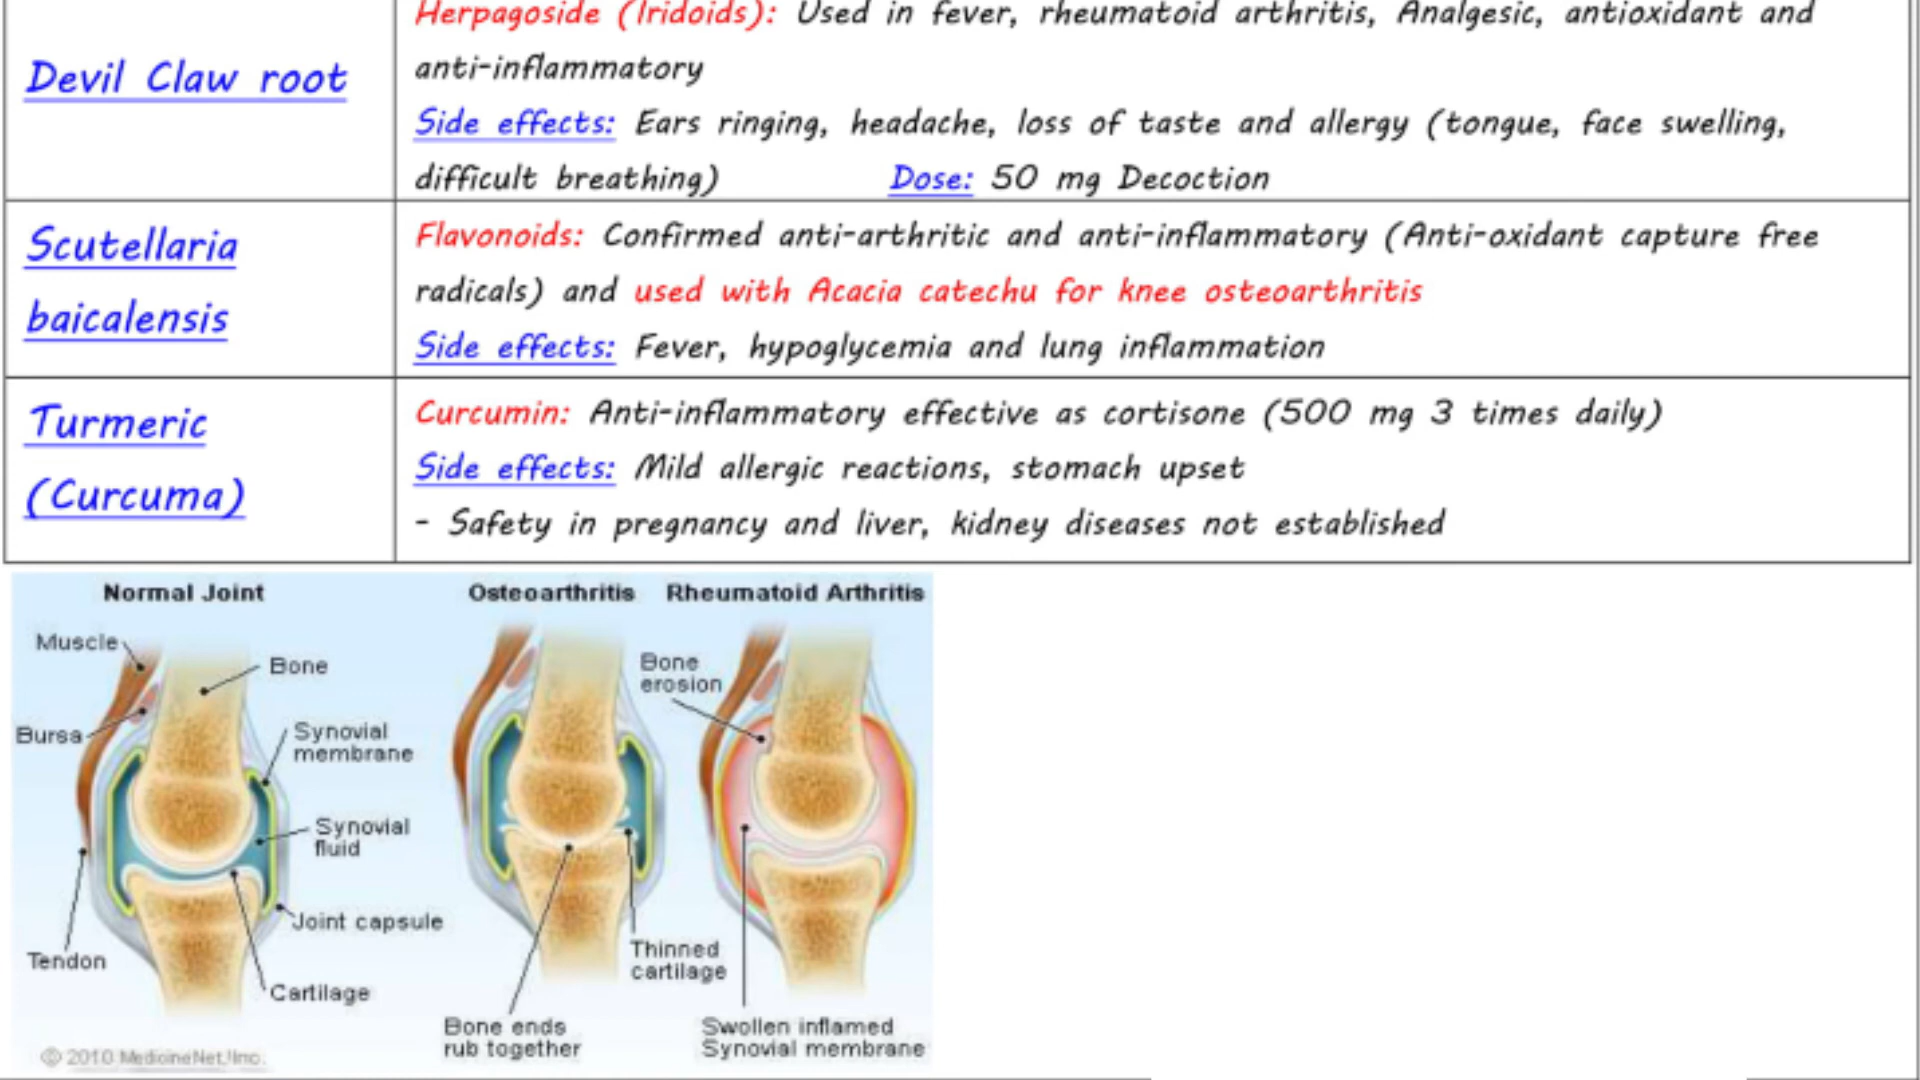 Herpagoside (Iridoids): Used in fever, rheumatoid arthritis, Analgesic, antioxidant and
anti-inflammatory
Devil Claw root
Side effects: Ears ringing, headache, loss of taste and allergy (tongue, face swelling,
difficult breathing) Dose: 50 mg Decoction
Scutellaria
baicalensis
Flavonoids: Confirmed anti-arthritic and anti-inflammatory (Anti-oxidant capture free
radicals) and used with Acacia catechu for knee osteoarthritis
Side effects: Fever, hypoglycemia and lung inflammation
Turmeric
(Curcuma)
Curcumin: Anti-inflammatory effective as cortisone (500 mg 3 times daily)
Side effects: Mild allergic reactions, stomach upset
- Safety in pregnancy and liver, kidney diseases not established
Normal Joint
Muscle
Bone
Bursa
Synovial
membrane
Synovial
fluid
Joint capsule
Tendon
Cartilage
Osteoarthritis
Thinned
cartilage
Bone ends
rub together
Rheumatoid Arthritis
Bone
erosion
Swollen inflamed
Synovial membrane
© 2010 MedicineNet, Inc.